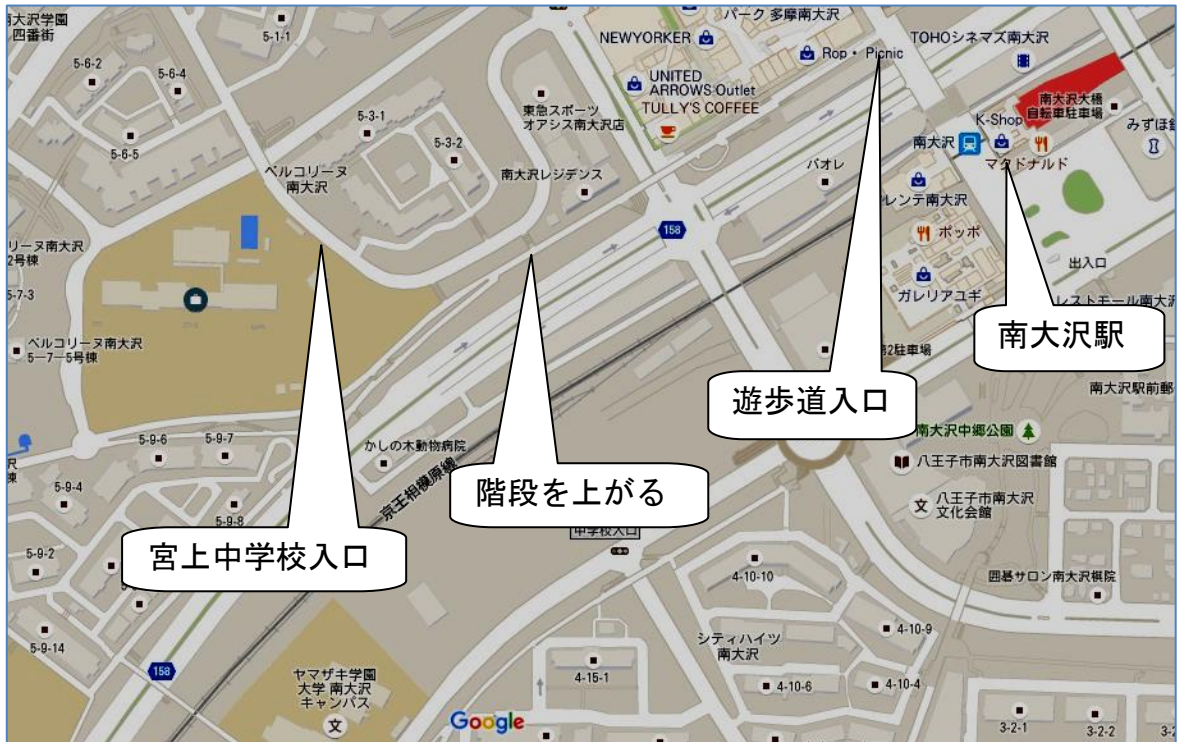 大沢学園
四番街
5-1-1
5-6-2
5-6-4
5-3-1
5-3-2
5-6-5
ベルコリーヌ
南大沢
NEWYORKER
パーク 多摩南大沢
Rop・Picnic
UNITED
ARROWS Outlet
TULLY'S COFFEE
東急スポーツ
オアシス南大沢店
南大沢レジデンス
TOHOシネマズ南大沢
南大沢大橋
自転車駐車場
K-Shop
みずほ銀
南大沢
マクドナルド
パオレ
レンテ南大沢
ポッポ
ガレリアユギ
出入口
レストモール南大沢
158
リーヌ南大沢
2号棟
5-7-3
ベルコリーヌ南大沢
5-7-5号棟
南大沢駅
第2駐車場
遊歩道入口
南大沢駅前郵
南大沢中郷公園
八王子市南大沢図書館
八王子市南大沢
文化会館
囲碁サロン南大沢棋院
5-9-6
5-9-7
かしの木動物病院
京王相模原線
階段を上がる
5-9-4
5-9-8
宮上中学校入口
中学校入口
5-9-2
5-9-14
158
4-10-10
4-10-9
シティハイツ
南大沢
4-15-1
4-10-6
4-10-4
ヤマザキ学園
大学 南大沢
キャンパス
文
文
Google
3-2-1
3-2-2